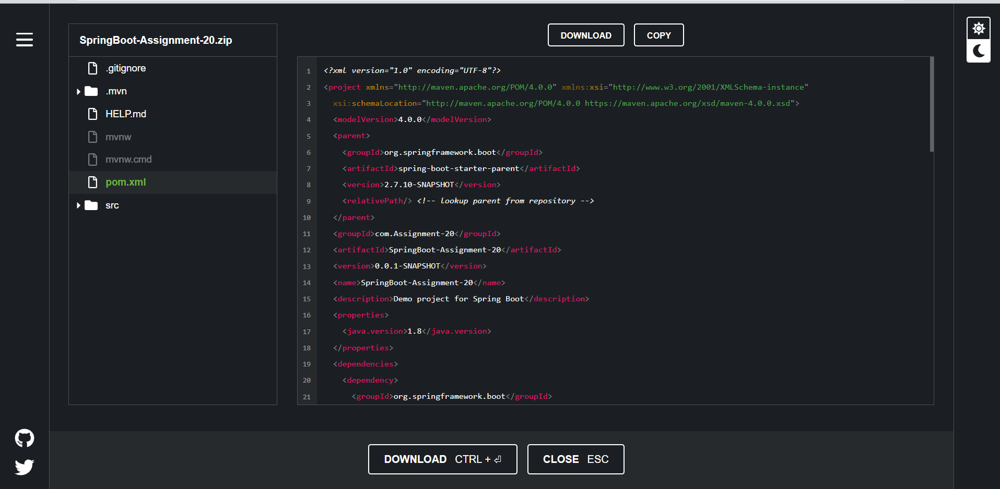 SpringBoot-Assignment-20.zip
.gitignore
.mvn
HELP.md
mvnw
mvnw.cmd
pom.xml
src
DOWNLOAD COPY
1 <?xml version="1.0" encoding="UTF-8"?>
2 <project xmlns="http://maven.apache.org/POM/4.0.0" xmlns:xsi="http://www.w3.org/2001/XMLSchema-instance"
3 xsi:schemaLocation="http://maven.apache.org/POM/4.0.0 https://maven.apache.org/xsd/maven-4.0.0.xsd">
4 <modelVersion>4.0.0</modelVersion>
5 <parent>
6 <groupId>org.springframework.boot</groupId>
7 <artifactId>spring-boot-starter-parent</artifactId>
8 <version>2.7.10-SNAPSHOT</version>
9 <relativePath/> <!-- lookup parent from repository -->
10 </parent>
11 <groupId>com.Assignment-20</groupId>
12 <artifactId>SpringBoot-Assignment-20</artifactId>
13 <version>0.0.1-SNAPSHOT</version>
14 <name>SpringBoot-Assignment-20</name>
15 <description>Demo project for Spring Boot</description>
16 <properties>
17 <java.version>1.8</java.version>
18 </properties>
19 <dependencies>
20 <dependency>
21 <groupId>org.springframework.boot</groupId>
DOWNLOAD CTRL + ⏎ CLOSE ESC